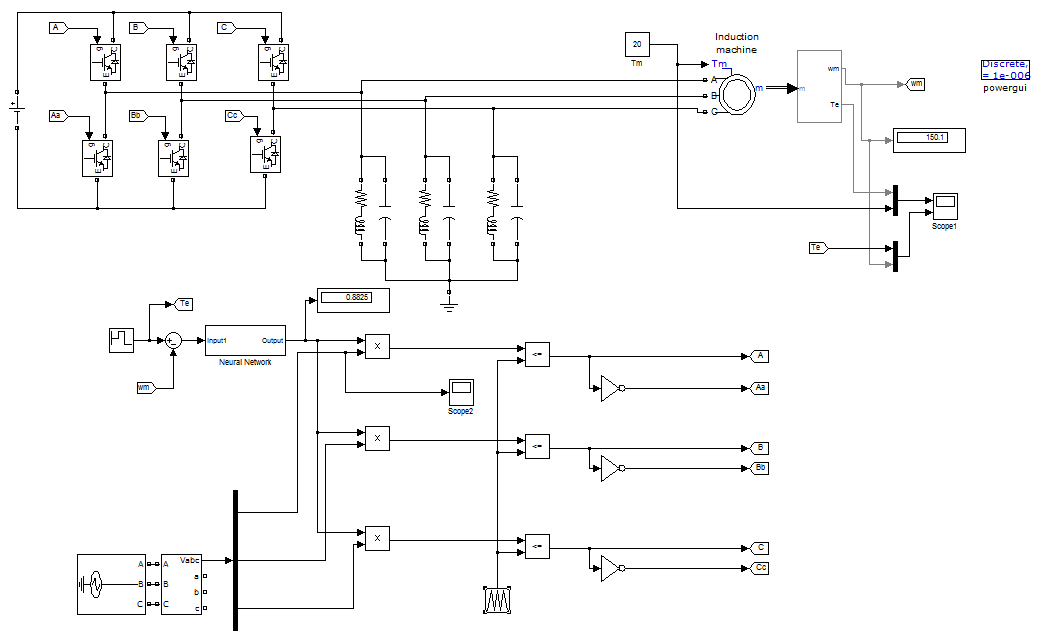 A
B
C
g
C
E
g
C
E
g
C
E
Aa
Bb
Cc
g
C
E
g
C
E
g
C
E
+
20
Tm
Induction
machine
Tm
A
B
C
m
m
wm
Te
wm
150.1
Discrete,
= 1e-006
powergui
Scope1
Te
Te
0.8825
wm
Input1
Output
Neural Network
X
<=
A
Aa
Scope2
X
<=
B
Bb
X
<=
C
Cc
A
B
C
A
B
C
Vabc
a
b
c